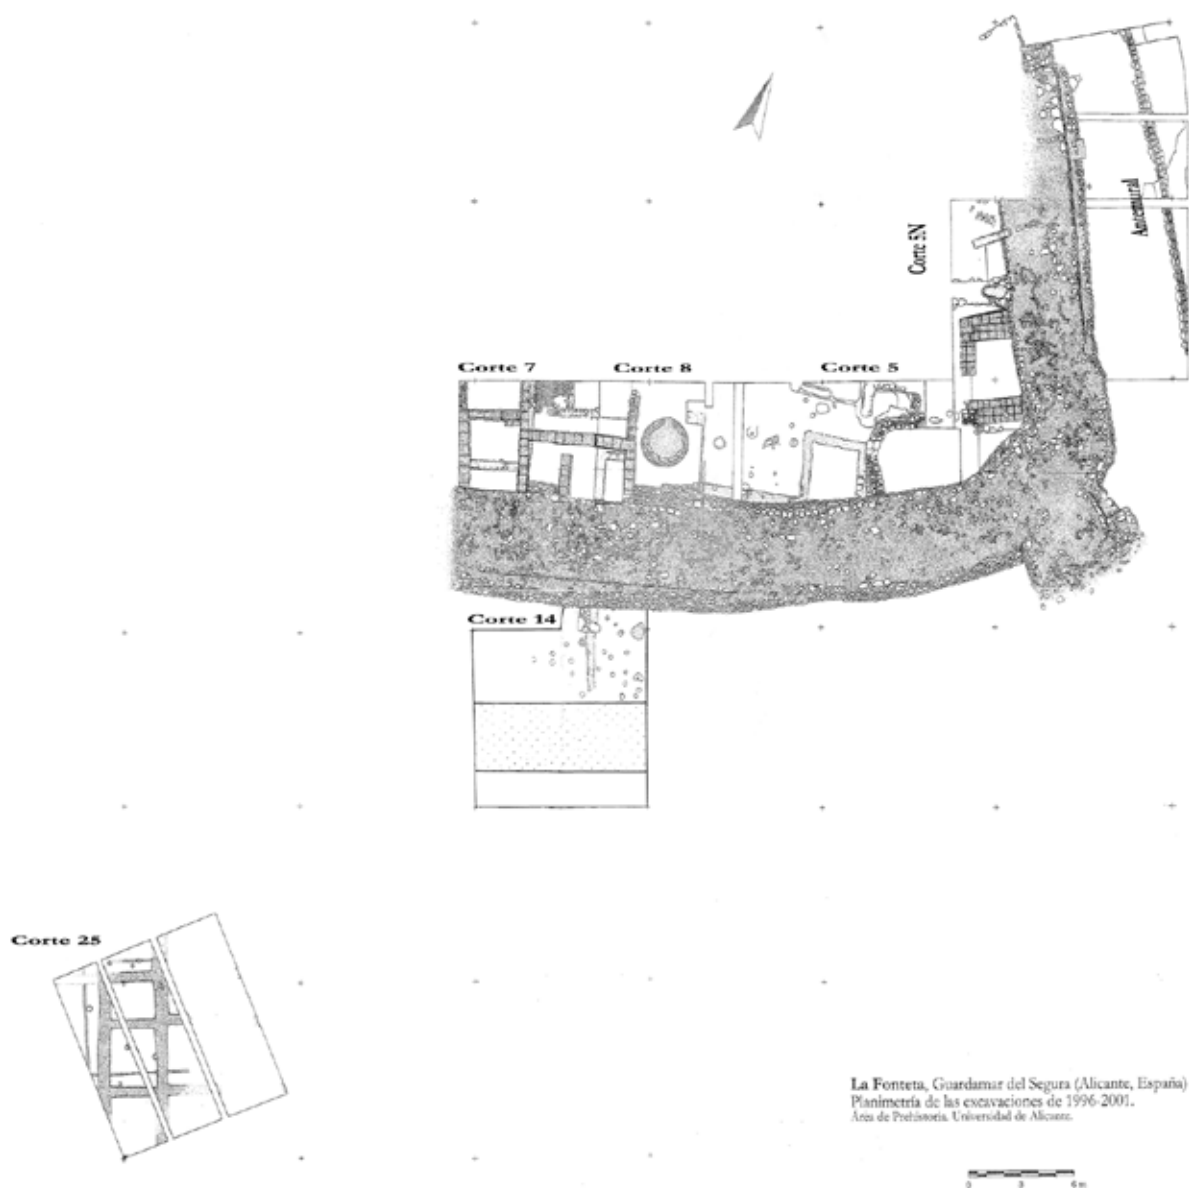 Antemural
Corte 5N
Corte 7
Corte 8
Corte 5
Corte 14
Corte 25
La Fonteta, Guardamar del Segura (Alicante, España)
Planimetría de las excavaciones de 1996-2001.
Área de Prehistoria. Universidad de Alicante.
0 3 6 m